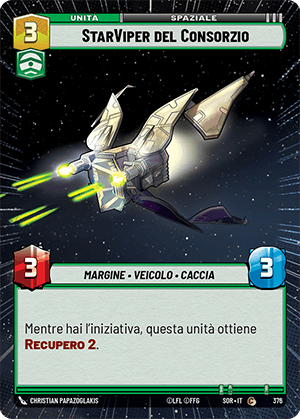 UNITÀ SPAZIALE
3 StarViper del Consorzio
3 MARGINE • VEICOLO • CACCIA 3
Mentre hai l'iniziativa, questa unità ottiene
Recupero 2.
CHRISTIAN PAPAZOGLAKIS ©LFL ©FFG SOR • IT C 376